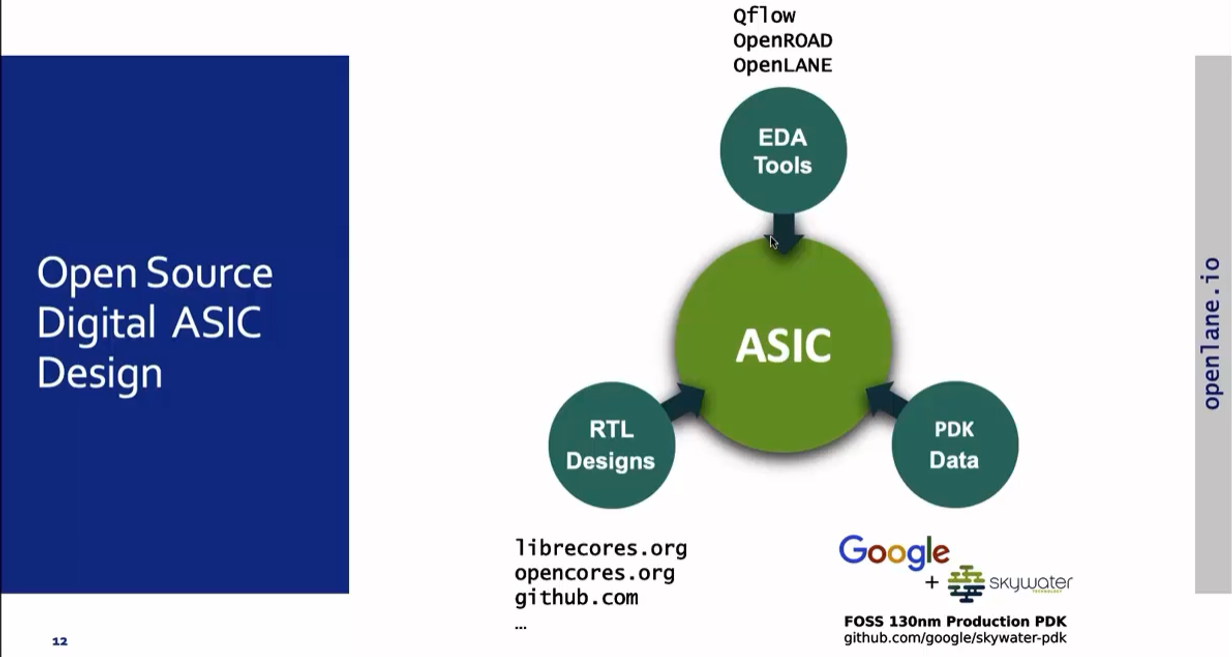 Open Source
Digital ASIC
Design
12
Qflow
OpenROAD
OpenLANE
EDA
Tools
ASIC
RTL
Designs
PDK
Data
librecores.org
opencores.org
github.com
...
Google
+ skywater
TECHNOLOGY
FOSS 130nm Production PDK
github.com/google/skywater-pdk
openlane.io